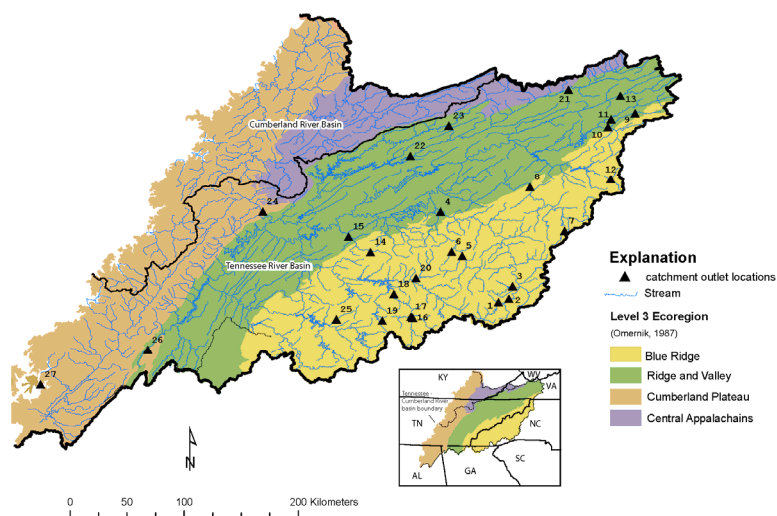 21
13
23
11
9
10
Cumberland River Basin
22
12
8
24
4
7
15
14
6
5
Tennessee River Basin
20
3
18
1
2
25
19
17
16
26
27
Explanation
catchment outlet locations
Stream
Level 3 Ecoregion
(Omernik, 1987)
Blue Ridge
Ridge and Valley
Cumberland Plateau
Central Appalachains
KY
WV
VA
Tennessee -
Cumberland River
basin boundary
TN
NC
SC
AL
GA
N
0 50 100 200 Kilometers